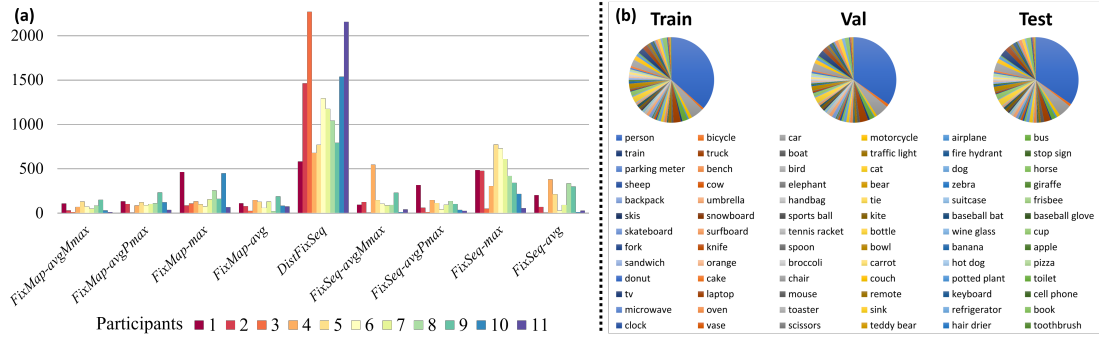 (a)
2000
1500
1000
500
0
FixMap-avgMmax
FixMap-avgPmax
FixMap-max
FixMap-avg
DistFixSeq
FixSeq-avgMmax
FixSeq-avgPmax
FixSeq-max
FixSeq-avg
Participants 1 2 3 4 5 6 7 8 9 10 11
(b)
Train Val Test
person bicycle car motorcycle airplane bus
train truck boat traffic light fire hydrant stop sign
parking meter bench bird cat dog horse
sheep cow elephant bear zebra giraffe
backpack umbrella handbag tie suitcase frisbee
skis snowboard sports ball kite baseball bat baseball glove
skateboard surfboard tennis racket bottle wine glass cup
fork knife spoon bowl banana apple
sandwich orange broccoli carrot hot dog pizza
donut cake chair couch potted plant toilet
tv laptop mouse remote keyboard cell phone
microwave oven toaster sink refrigerator book
clock vase scissors teddy bear hair drier toothbrush